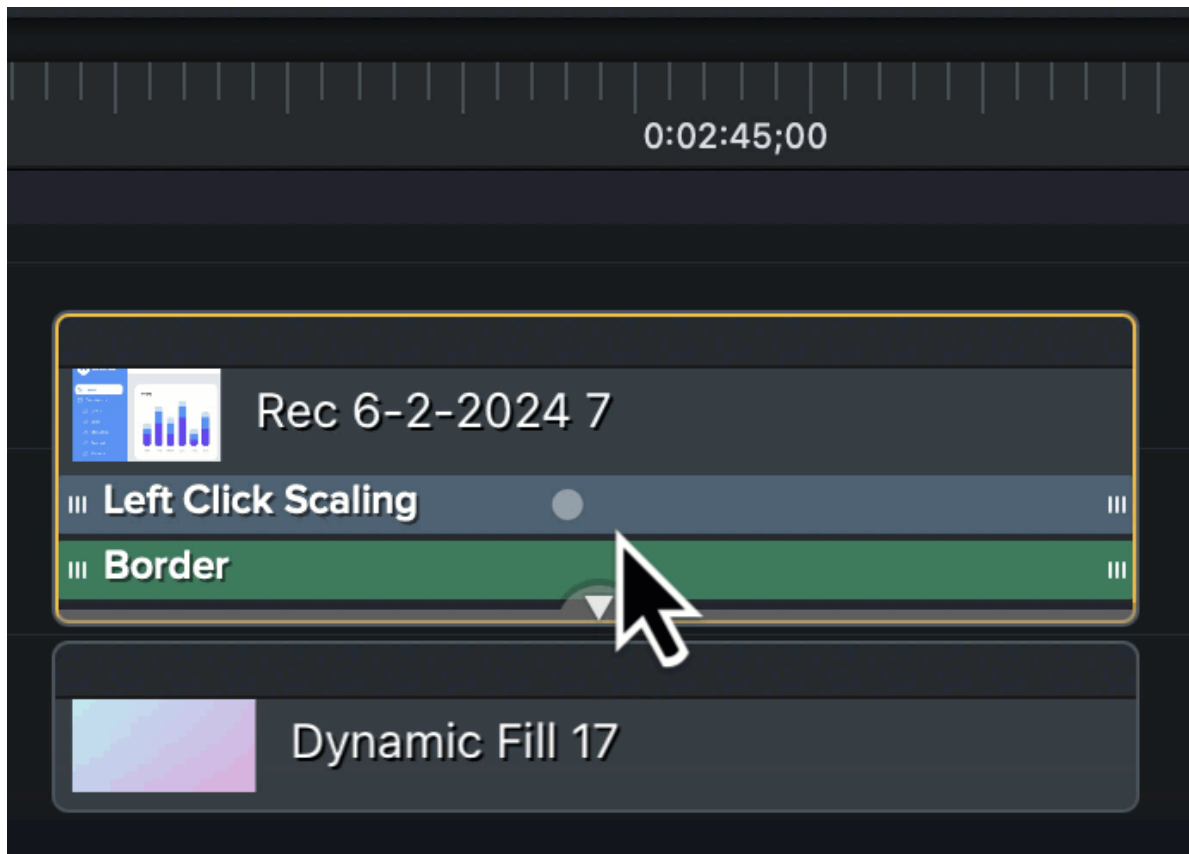 0:02:45;00
Rec 6-2-2024 7
Left Click Scaling
Border
Dynamic Fill 17